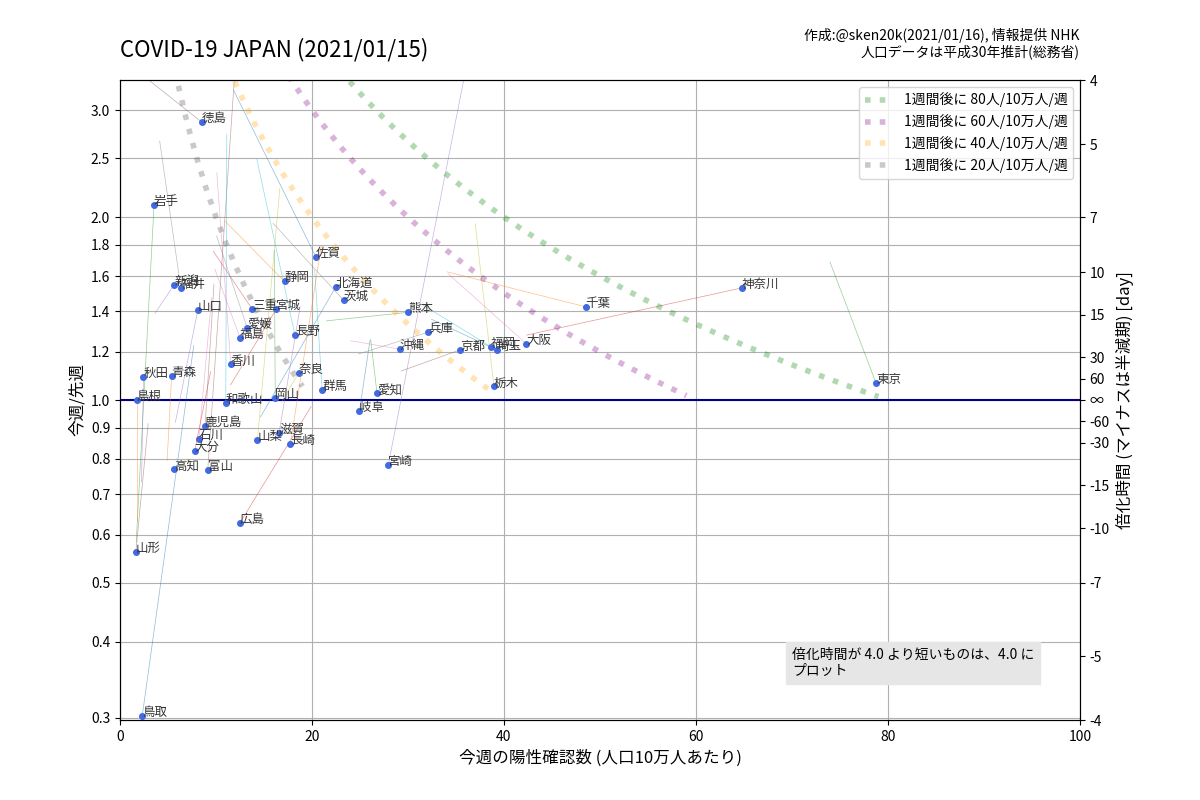 COVID-19 JAPAN (2021/01/15)
作成:@sken20k(2021/01/16), 情報提供 NHK
人口データは平成30年推計(総務省)
1週間後に 80人/10万人/週
1週間後に 60人/10万人/週
1週間後に 40人/10万人/週
1週間後に 20人/10万人/週
今週/先週
3.0
2.5
2.0
1.8
1.6
1.4
1.2
1.0
0.9
0.8
0.7
0.6
0.5
0.4
0.3
徳島
岩手
佐賀
新潟
福井
静岡
北海道
神奈川
茨城
山口
三重
宮城
熊本
千葉
愛媛
福島
長野
兵庫
沖縄
京都
福岡
埼玉
大阪
香川
秋田
青森
奈良
群馬
愛知
栃木
東京
島根
和歌山
岡山
岐阜
鹿児島
石川
大分
山梨
滋賀
長崎
高知
富山
宮崎
広島
山形
鳥取
倍化時間が 4.0 より短いものは、4.0 に
プロット
4
5
7
10
15
30
60
∞
-60
-30
-15
-10
-7
-5
-4
倍化時間 (マイナスは半減期) [day]
0
20
40
60
80
100
今週の陽性確認数 (人口10万人あたり)